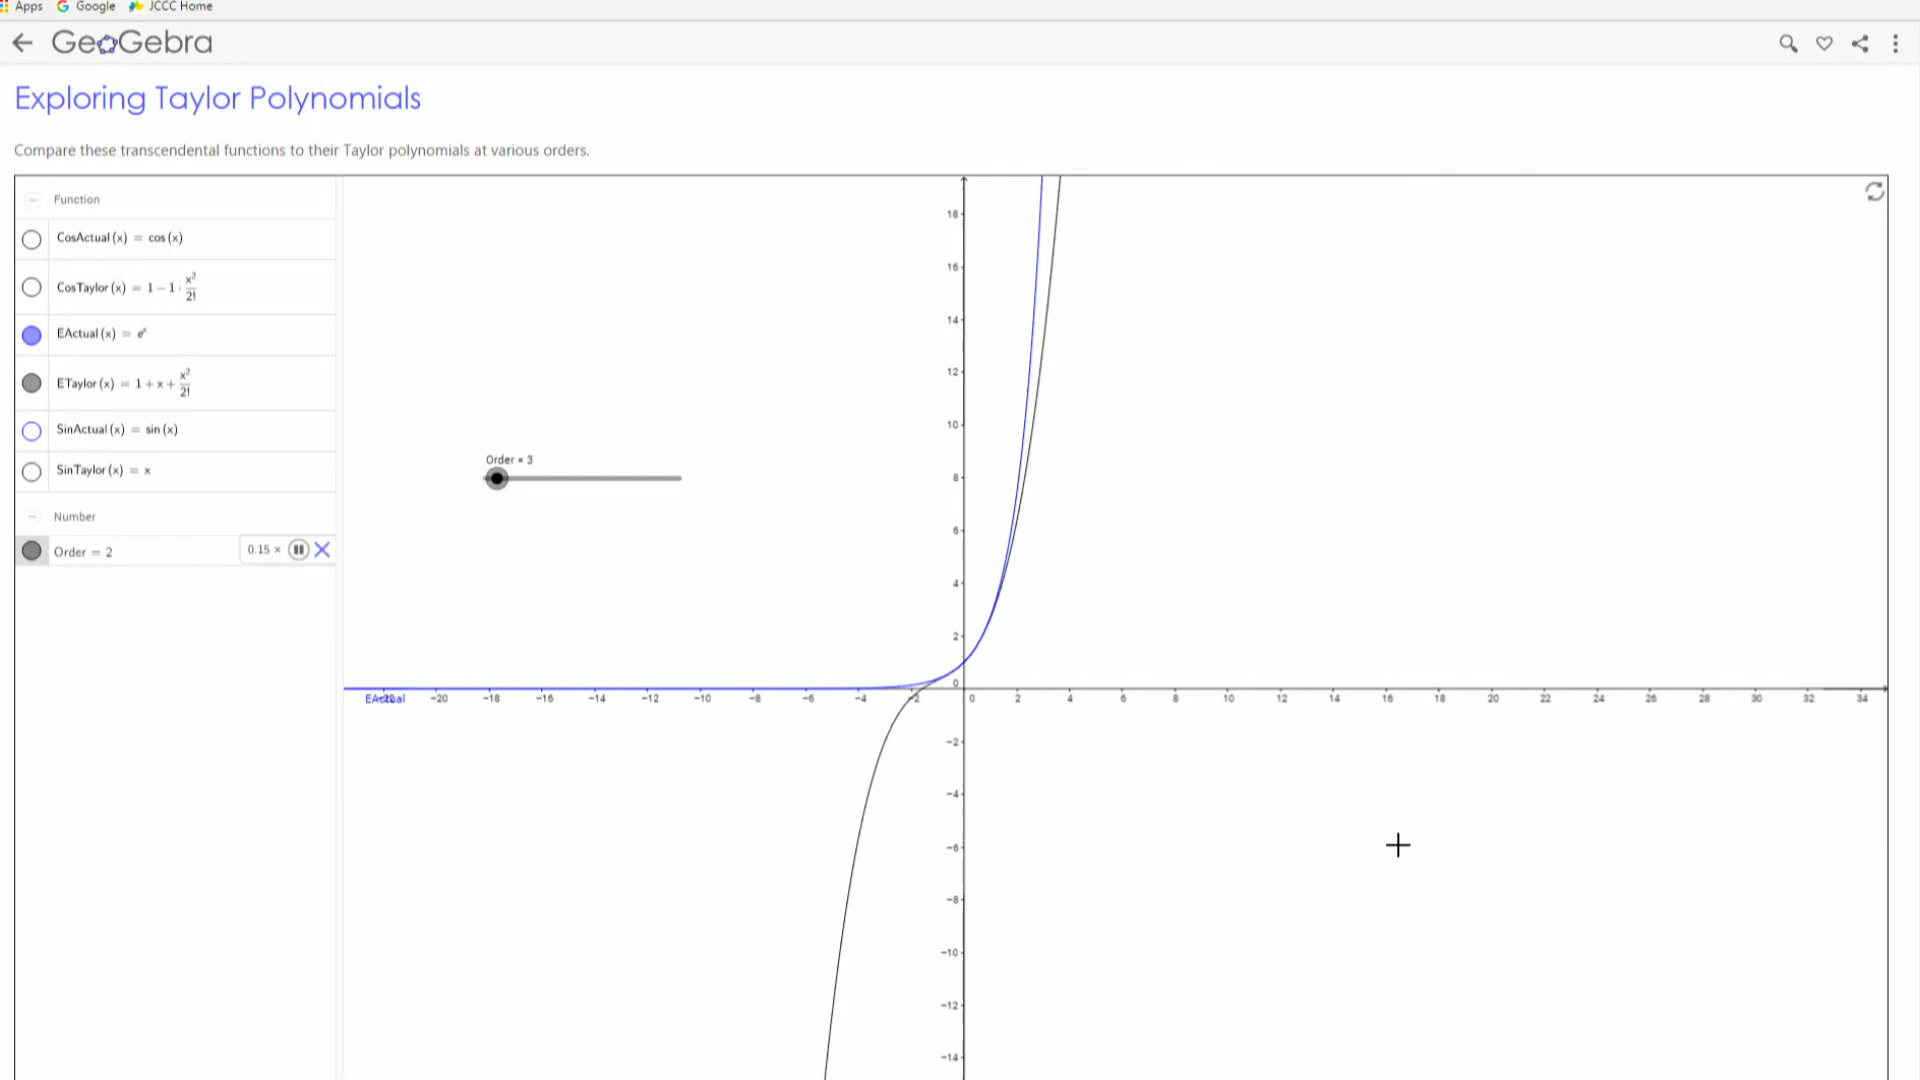 Apps Google JCCC Home
GeoGebra
Exploring Taylor Polynomials
Compare these transcendental functions to their Taylor polynomials at various orders.
Function
CosActual (x) = cos (x)
CosTaylor (x) = 1 − 1 · x²/2!
EActual (x) = eˣ
ETaylor (x) = 1 + x + x²/2!
SinActual (x) = sin (x)
SinTaylor (x) = x
Number
Order = 2 0.15 ×
Order = 3
18
16
14
12
10
8
6
4
2
0
EActual −20 −18 −16 −14 −12 −10 −8 −6 −4 −2 0 2 4 6 8 10 12 14 16 18 20 22 24 26 28 30 32 34
−2
−4
−6
−8
−10
−12
−14